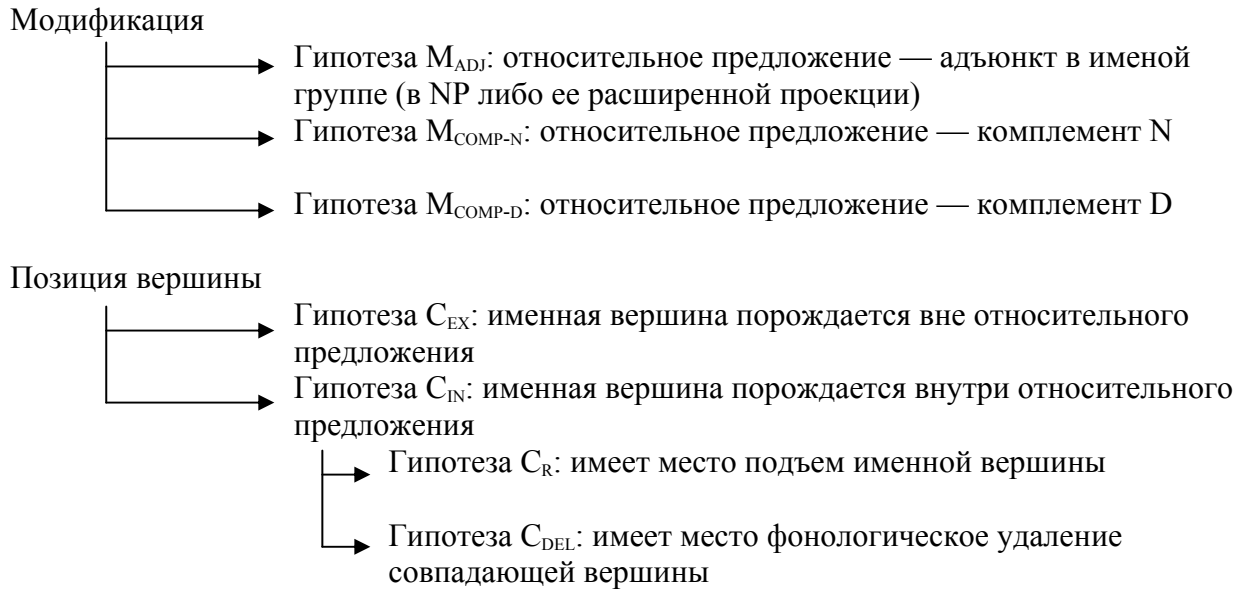 Модификация
Гипотеза M_ADJ: относительное предложение — адъюнкт в именой
группе (в NP либо ее расширенной проекции)
Гипотеза M_COMP-N: относительное предложение — комплемент N
Гипотеза M_COMP-D: относительное предложение — комплемент D
Позиция вершины
Гипотеза C_EX: именная вершина порождается вне относительного
предложения
Гипотеза C_IN: именная вершина порождается внутри относительного
предложения
Гипотеза C_R: имеет место подъем именной вершины
Гипотеза C_DEL: имеет место фонологическое удаление
совпадающей вершины